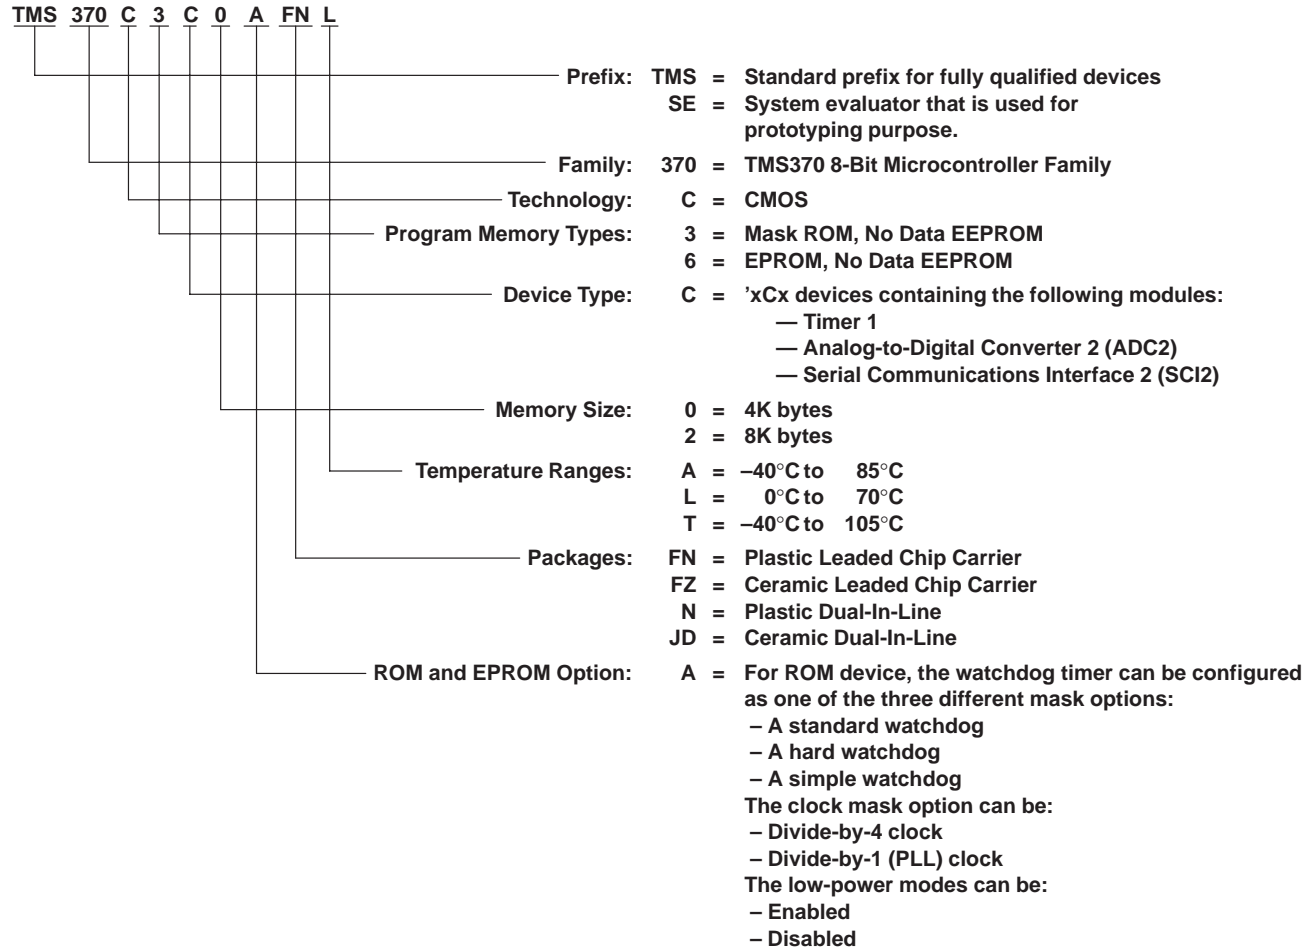 TMS 370 C 3 C 0 A FN L
Prefix: TMS = Standard prefix for fully qualified devices
SE = System evaluator that is used for
prototyping purpose.
Family: 370 = TMS370 8-Bit Microcontroller Family
Technology: C = CMOS
Program Memory Types: 3 = Mask ROM, No Data EEPROM
6 = EPROM, No Data EEPROM
Device Type: C = ’xCx devices containing the following modules:
— Timer 1
— Analog-to-Digital Converter 2 (ADC2)
— Serial Communications Interface 2 (SCI2)
Memory Size: 0 = 4K bytes
2 = 8K bytes
Temperature Ranges: A = –40°C to 85°C
L = 0°C to 70°C
T = –40°C to 105°C
Packages: FN = Plastic Leaded Chip Carrier
FZ = Ceramic Leaded Chip Carrier
N = Plastic Dual-In-Line
JD = Ceramic Dual-In-Line
ROM and EPROM Option: A = For ROM device, the watchdog timer can be configured
as one of the three different mask options:
– A standard watchdog
– A hard watchdog
– A simple watchdog
The clock mask option can be:
– Divide-by-4 clock
– Divide-by-1 (PLL) clock
The low-power modes can be:
– Enabled
– Disabled